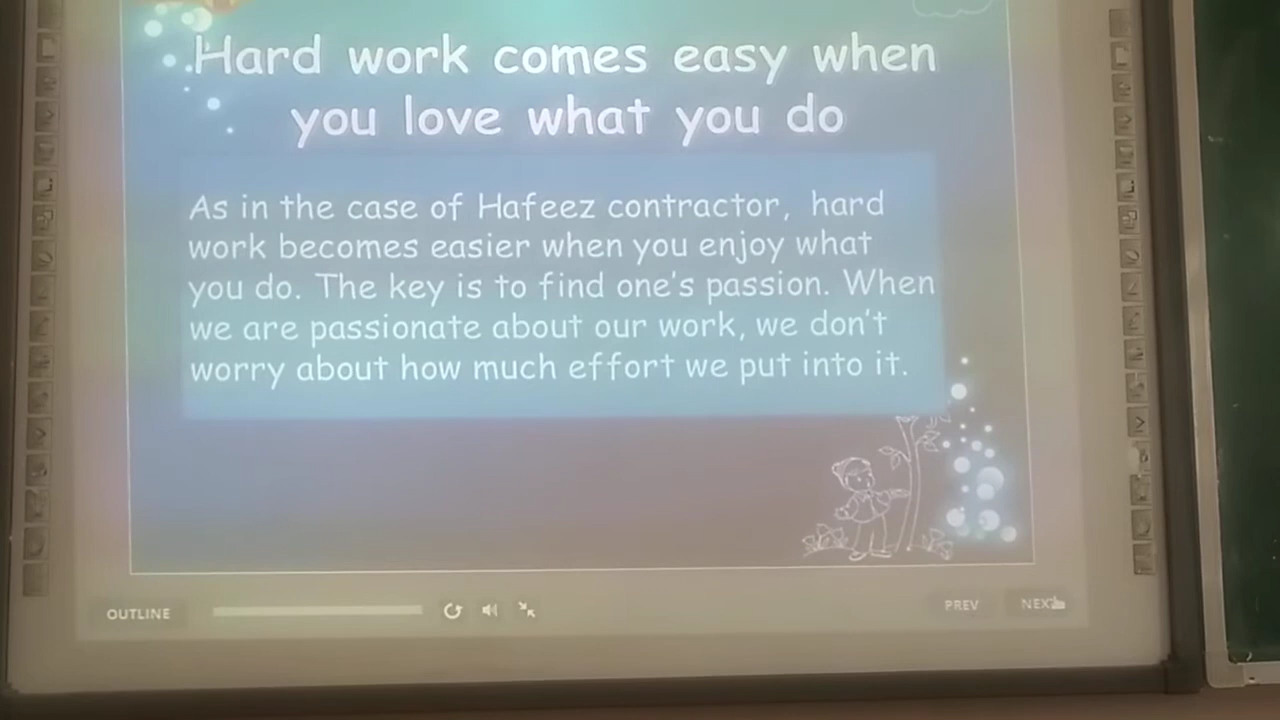 Hard work comes easy when
you love what you do
As in the case of Hafeez contractor, hard
work becomes easier when you enjoy what
you do. The key is to find one's passion. When
we are passionate about our work, we don't
worry about how much effort we put into it.
OUTLINE
PREV
NEXT